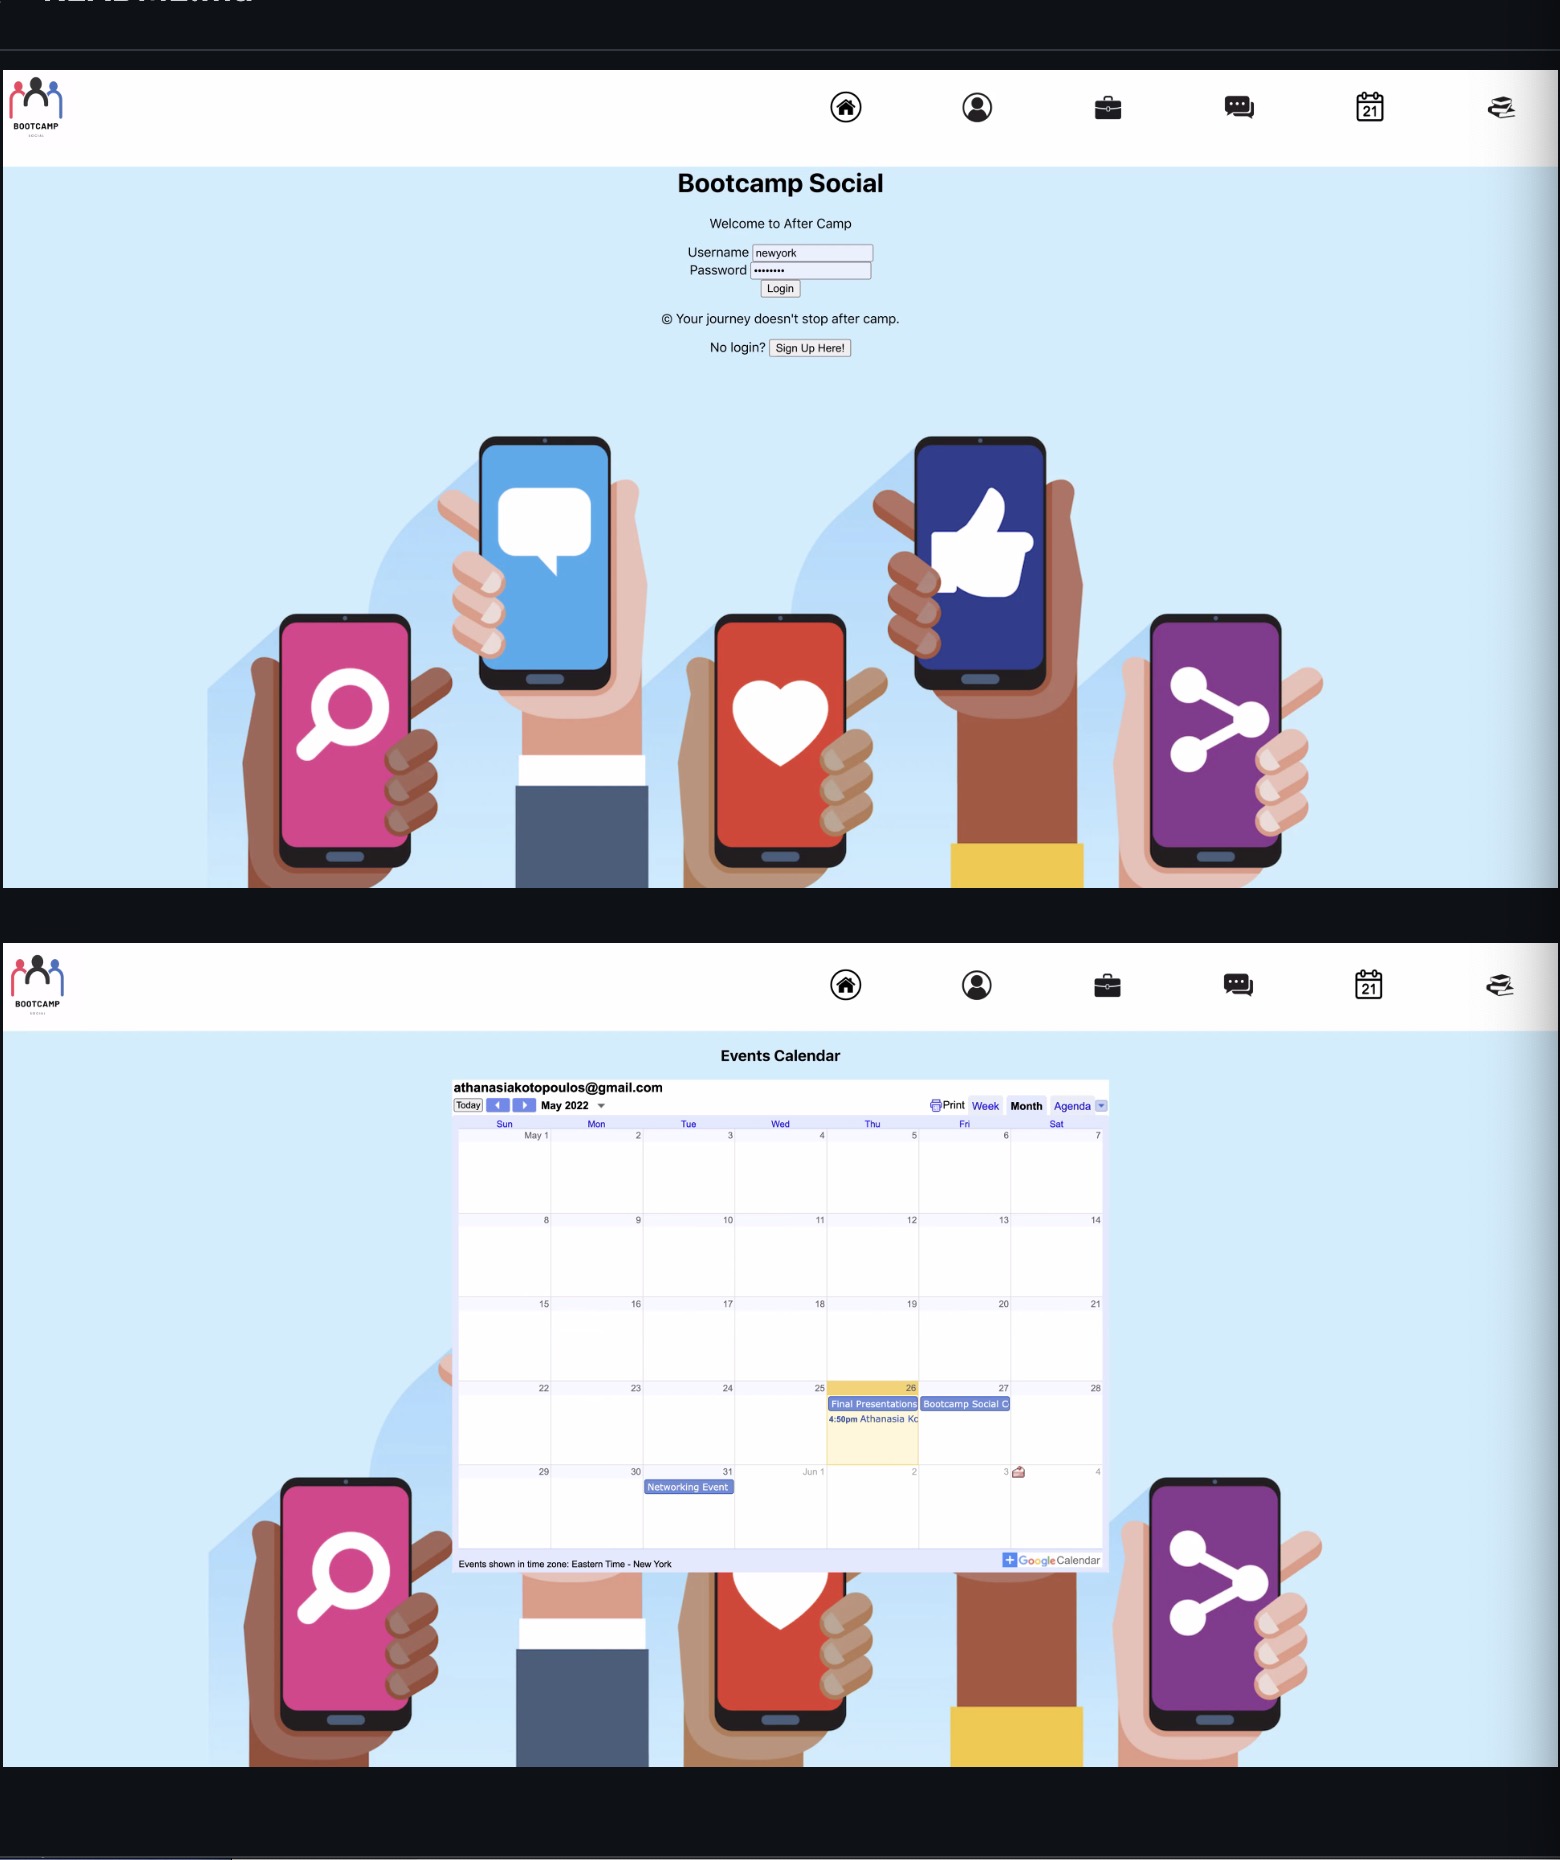 README.md
BOOTCAMP
SOCIAL
21
Bootcamp Social
Welcome to After Camp
Username newyork
Password ••••••••
Login
© Your journey doesn't stop after camp.
No login? Sign Up Here!
BOOTCAMP
SOCIAL
21
Events Calendar
athanasiakotopoulos@gmail.com
Today May 2022 Print Week Month Agenda
Sun Mon Tue Wed Thu Fri Sat
May 1 2 3 4 5 6 7
8 9 10 11 12 13 14
15 16 17 18 19 20 21
22 23 24 25 26 27 28
Final Presentations Bootcamp Social C
4:50pm Athanasia Ko
29 30 31 Jun 1 2 3 4
Networking Event
Events shown in time zone: Eastern Time - New York
+ Google Calendar